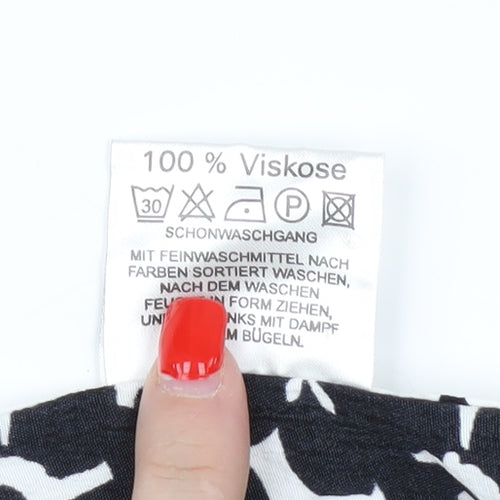 100 % Viskose
30 P
SCHONWASCHGANG
MIT FEINWASCHMITTEL NACH
FARBEN SORTIERT WASCHEN,
NACH DEM WASCHEN
IN FORM ZIEHEN,
MIT DAMPF
BÜGELN.